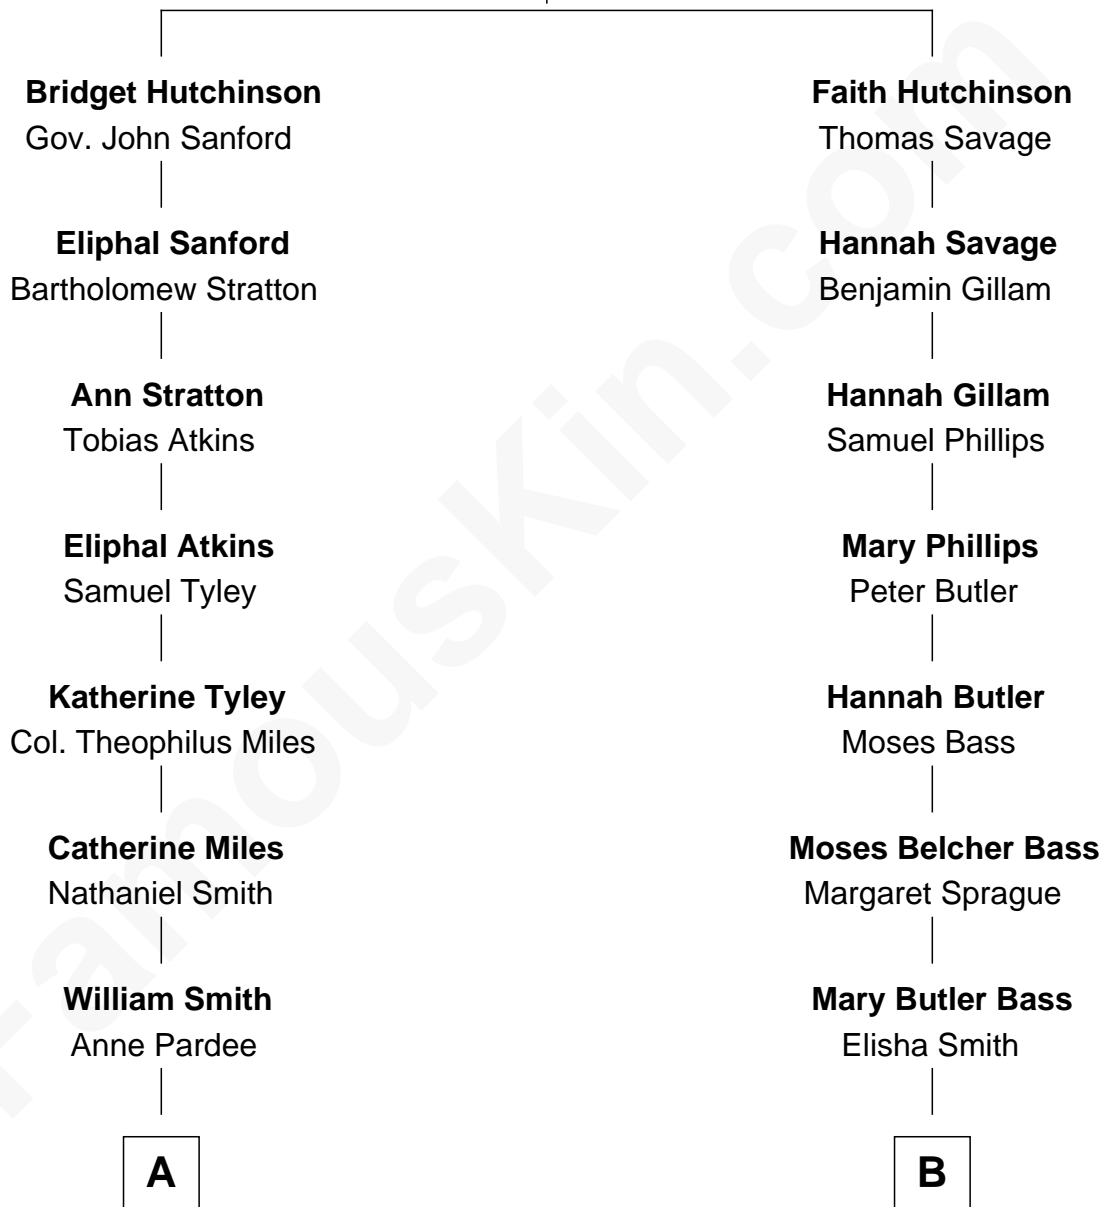 Bridget Hutchinson
Gov. John Sanford
Faith Hutchinson
Thomas Savage
Eliphal Sanford
Bartholomew Stratton
Hannah Savage
Benjamin Gillam
Ann Stratton
Tobias Atkins
Hannah Gillam
Samuel Phillips
Eliphal Atkins
Samuel Tyley
Mary Phillips
Peter Butler
Katherine Tyley
Col. Theophilus Miles
Hannah Butler
Moses Bass
Catherine Miles
Nathaniel Smith
Moses Belcher Bass
Margaret Sprague
William Smith
Anne Pardee
Mary Butler Bass
Elisha Smith
A
B
FamousKin.com